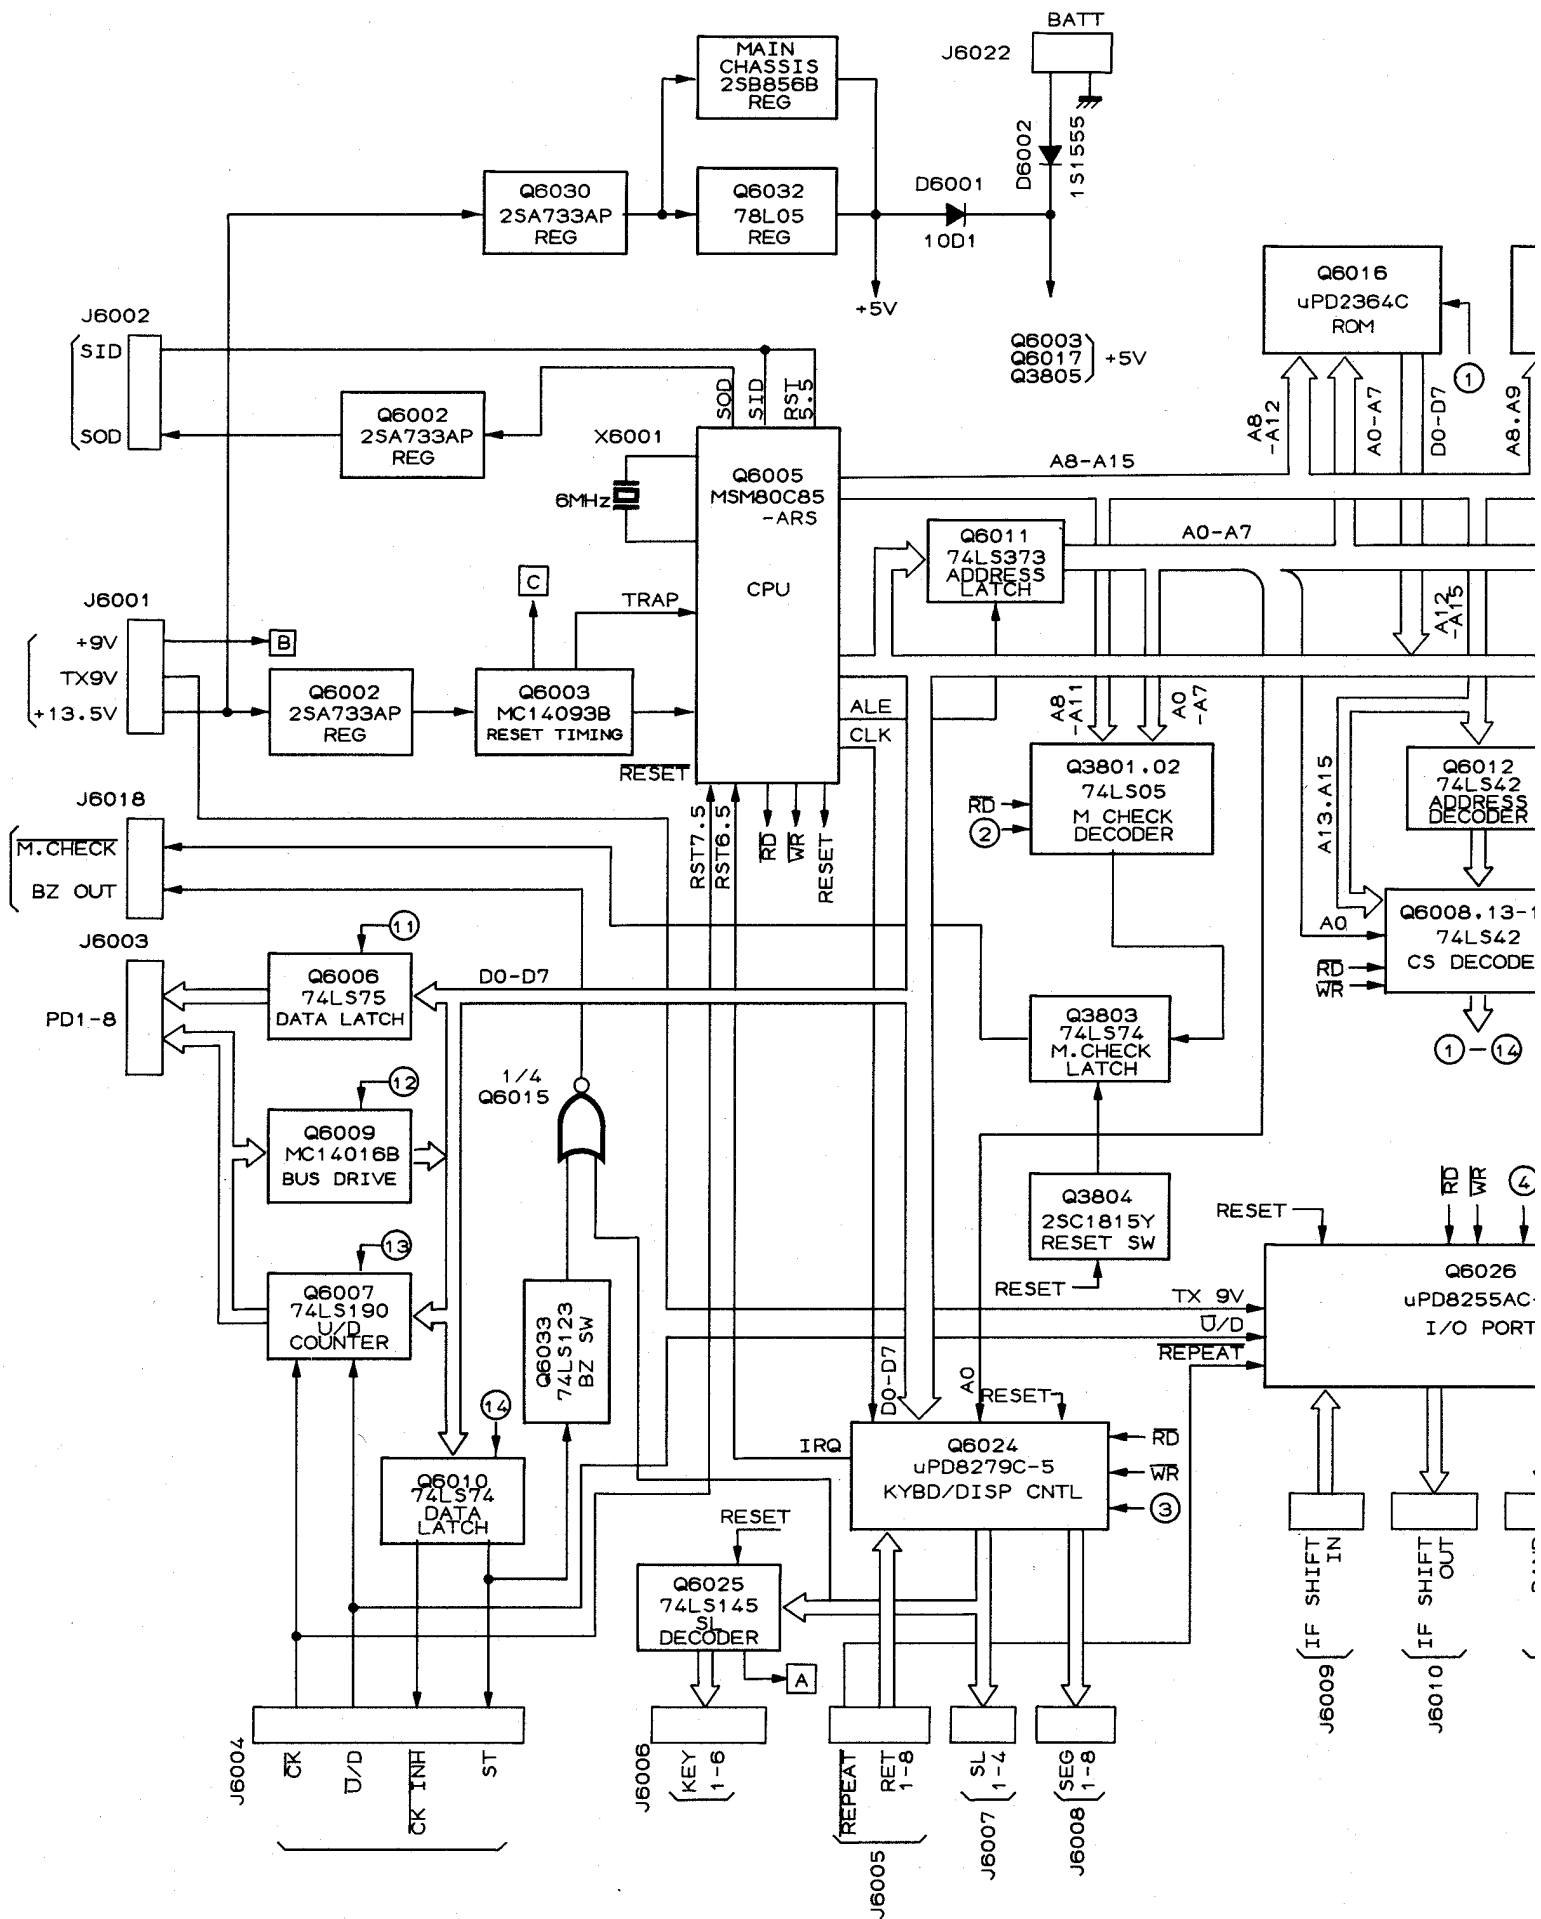 BATT
J6022
MAIN
CHASSIS
2SB856B
REG
D6002
1S1555
Q6030
2SA733AP
REG
Q6032
78L05
REG
D6001
10D1
+5V
Q6003
Q6017
Q3805
+5V
Q6016
uPD2364C
ROM
1
J6002
SID
SOD
Q6002
2SA733AP
REG
SOD
SID
RST
5.5
X6001
6MHz
Q6005
MSM80C85
-ARS
CPU
A8-A15
A8
-A12
A0-A7
D0-D7
A8.A9
Q6011
74LS373
ADDRESS
LATCH
A0-A7
A12
-A15
C
TRAP
J6001
+9V
TX9V
+13.5V
B
Q6002
2SA733AP
REG
Q6003
MC14093B
RESET TIMING
RESET
ALE
CLK
A8
-A11
A0
-A7
Q3801.02
74LS05
M CHECK
DECODER
RD
2
A13.A15
Q6012
74LS42
ADDRESS
DECODER
J6018
M.CHECK
BZ OUT
RST7.5
RST6.5
RD
WR
RESET
Q6008.13-1
74LS42
CS DECODE
A0
RD
WR
1 - 14
J6003
PD1-8
11
Q6006
74LS75
DATA LATCH
D0-D7
Q3803
74LS74
M.CHECK
LATCH
12
Q6009
MC14016B
BUS DRIVE
1/4
Q6015
Q3804
2SC1815Y
RESET SW
RESET
RESET
RD
WR
4
13
Q6007
74LS190
U/D
COUNTER
Q6033
74LS123
BZ SW
TX 9V
U/D
REPEAT
Q6026
uPD8255AC-
I/O PORT
D0-D7
A0
RESET
14
Q6010
74LS74
DATA
LATCH
IRQ
Q6024
uPD8279C-5
KYBD/DISP CNTL
RD
WR
3
RESET
Q6025
74LS145
SL
DECODER
A
IF SHIFT
IN
J6009
IF SHIFT
OUT
J6010
J6004
CK
U/D
CK INH
ST
J6006
KEY
1-6
REPEAT
RET
1-8
J6005
SL
1-4
J6007
SEG
1-8
J6008